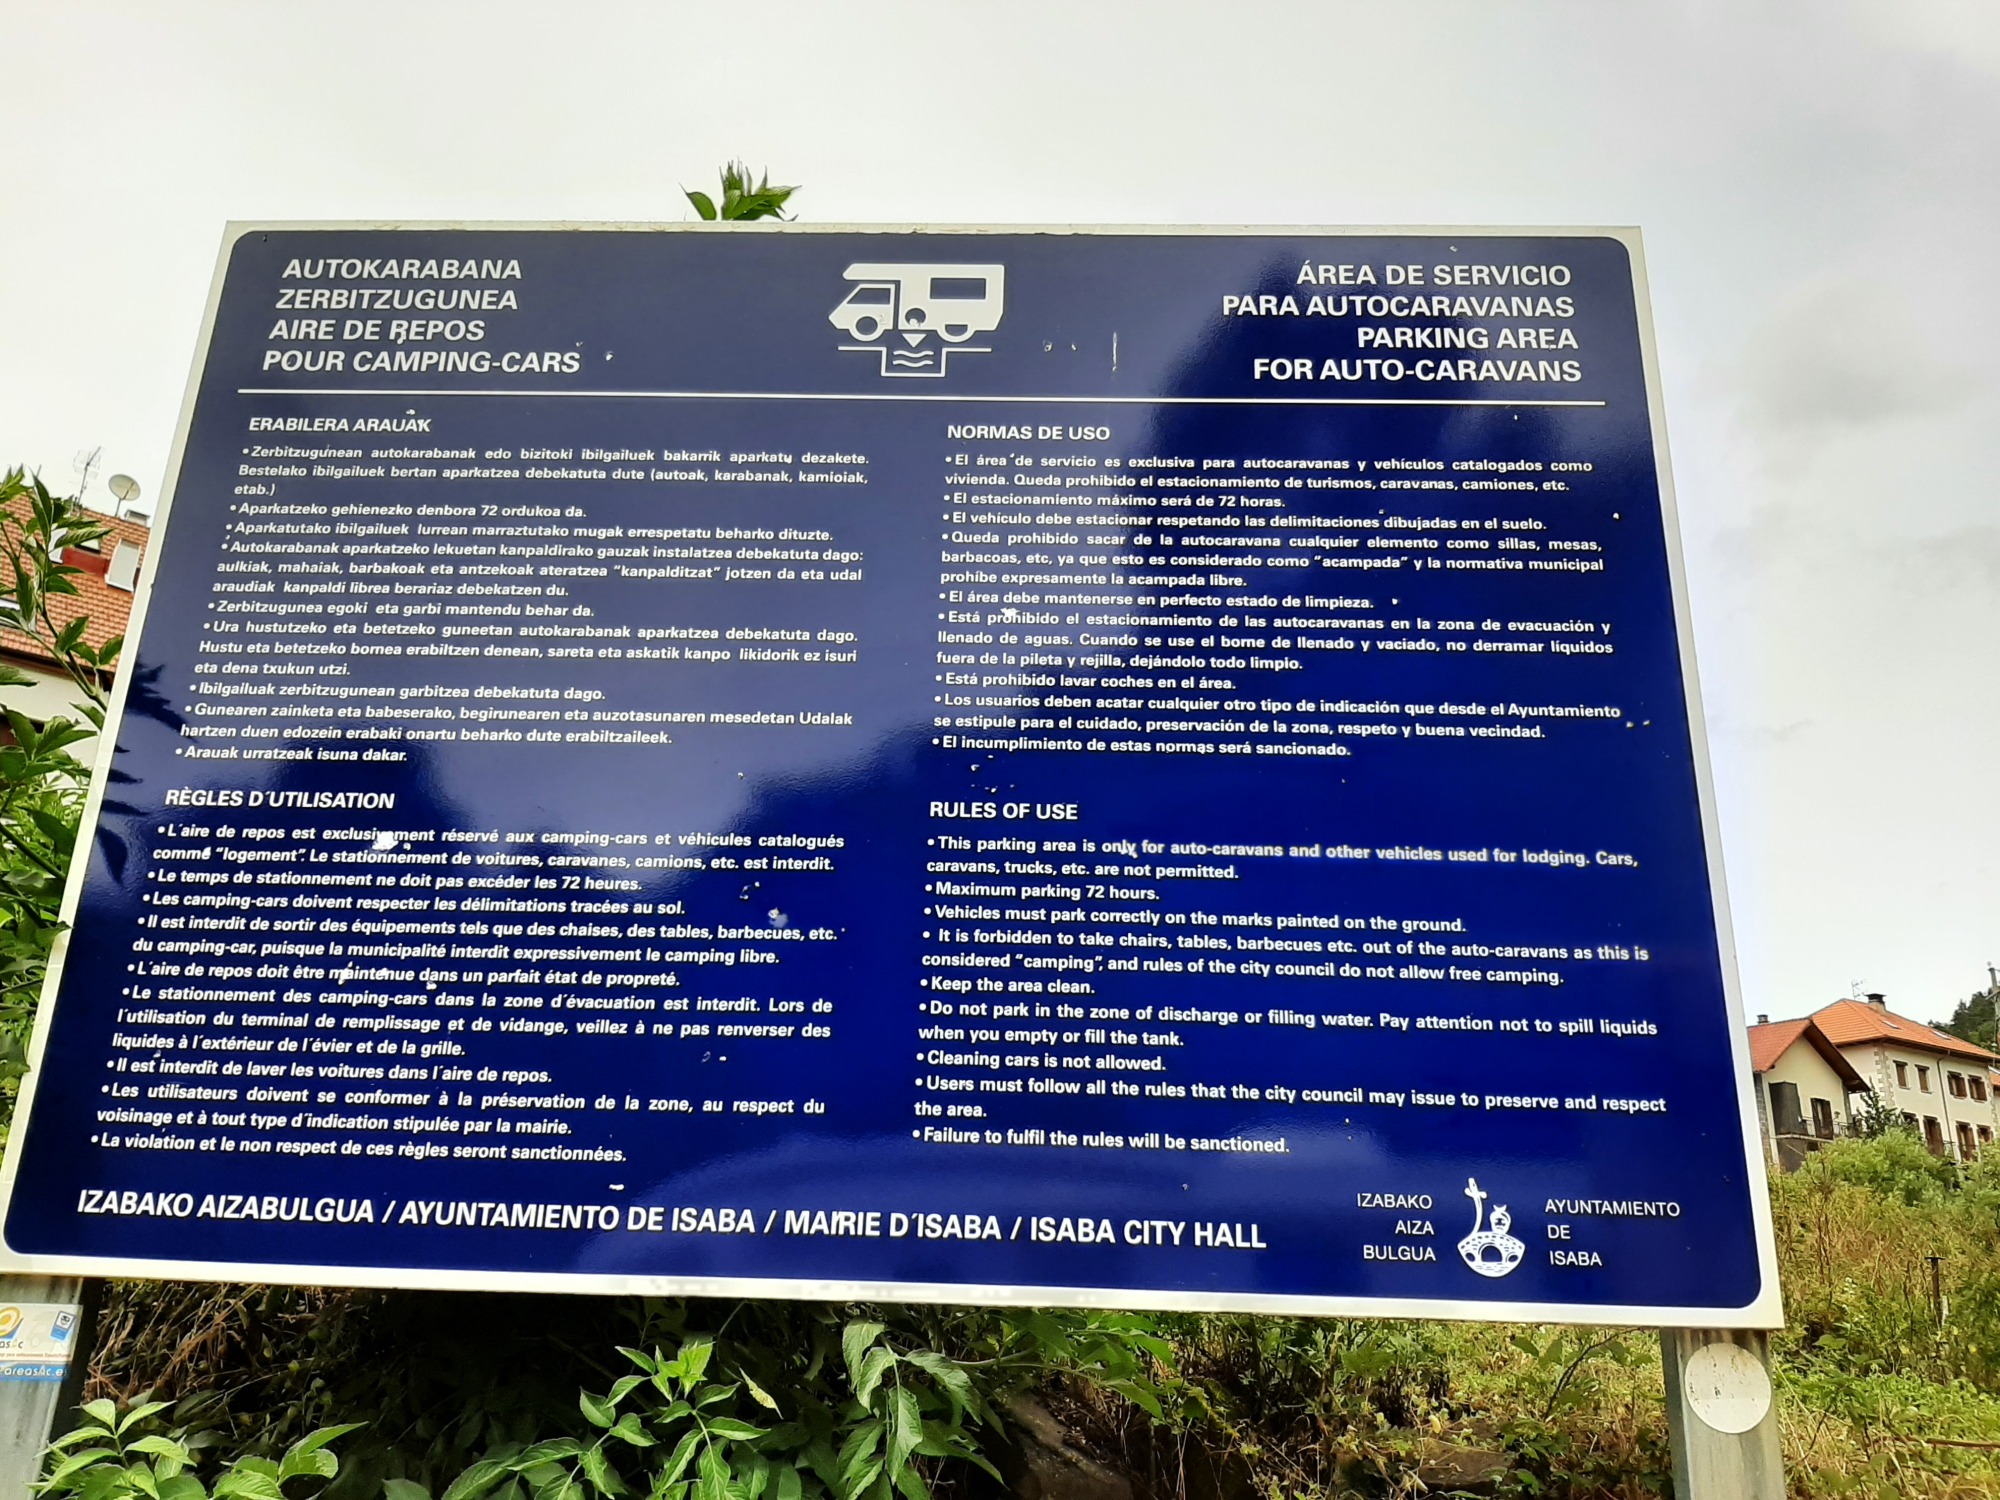 AUTOKARABANA
ZERBITZUGUNEA
AIRE DE REPOS
POUR CAMPING-CARS
ÁREA DE SERVICIO
PARA AUTOCARAVANAS
PARKING AREA
FOR AUTO-CARAVANS
ERABILERA ARAUAK
• Zerbitzugunean autokarabanak edo bizitoki ibilgailuek bakarrik aparkatu dezakete.
Bestelako ibilgailuek bertan aparkatzea debekatuta dute (autoak, karabanak, kamioiak,
etab.)
• Aparkatzeko gehienezko denbora 72 ordukoa da.
• Aparkatutako ibilgailuek lurrean marraztutako mugak errespetatu beharko dituzte.
• Autokarabanak aparkatzeko lekuetan kanpaldirako gauzak instalatzea debekatuta dago:
aulkiak, mahaiak, barbakoak eta antzekoak ateratzea "kanpalditzat" jotzen da eta udal
araudiak kanpaldi librea berariaz debekatzen du.
• Zerbitzugunea egoki eta garbi mantendu behar da.
• Ura hustutzeko eta betetzeko guneetan autokarabanak aparkatzea debekatuta dago.
Hustu eta betetzeko bornea erabiltzen denean, sareta eta askatik kanpo likidorik ez isuri
eta dena txukun utzi.
• Ibilgailuak zerbitzugunean garbitzea debekatuta dago.
• Gunearen zainketa eta babeserako, begirunearen eta auzotasunaren mesedetan Udalak
hartzen duen edozein erabaki onartu beharko dute erabiltzaileek.
• Arauak urratzeak isuna dakar.
NORMAS DE USO
• El área de servicio es exclusiva para autocaravanas y vehículos catalogados como
vivienda. Queda prohibido el estacionamiento de turismos, caravanas, camiones, etc.
• El estacionamiento máximo será de 72 horas.
• El vehículo debe estacionar respetando las delimitaciones dibujadas en el suelo.
• Queda prohibido sacar de la autocaravana cualquier elemento como sillas, mesas,
barbacoas, etc, ya que esto es considerado como "acampada" y la normativa municipal
prohíbe expresamente la acampada libre.
• El área debe mantenerse en perfecto estado de limpieza.
• Está prohibido el estacionamiento de las autocaravanas en la zona de evacuación y
llenado de aguas. Cuando se use el borne de llenado y vaciado, no derramar líquidos
fuera de la pileta y rejilla, dejándolo todo limpio.
• Está prohibido lavar coches en el área.
• Los usuarios deben acatar cualquier otro tipo de indicación que desde el Ayuntamiento
se estipule para el cuidado, preservación de la zona, respeto y buena vecindad.
• El incumplimiento de estas normas será sancionado.
RÈGLES D´UTILISATION
• L´aire de repos est exclusivement réservé aux camping-cars et véhicules catalogués
comme "logement". Le stationnement de voitures, caravanes, camions, etc. est interdit.
• Le temps de stationnement ne doit pas excéder les 72 heures.
• Les camping-cars doivent respecter les délimitations tracées au sol.
• Il est interdit de sortir des équipements tels que des chaises, des tables, barbecues, etc.
du camping-car, puisque la municipalité interdit expressivement le camping libre.
• L´aire de repos doit être maintenue dans un parfait état de propreté.
• Le stationnement des camping-cars dans la zone d´évacuation est interdit. Lors de
l´utilisation du terminal de remplissage et de vidange, veillez à ne pas renverser des
liquides à l´extérieur de l´évier et de la grille.
• Il est interdit de laver les voitures dans l´aire de repos.
• Les utilisateurs doivent se conformer à la préservation de la zone, au respect du
voisinage et à tout type d´indication stipulée par la mairie.
• La violation et le non respect de ces règles seront sanctionnées.
RULES OF USE
• This parking area is only for auto-caravans and other vehicles used for lodging. Cars,
caravans, trucks, etc. are not permitted.
• Maximum parking 72 hours.
• Vehicles must park correctly on the marks painted on the ground.
• It is forbidden to take chairs, tables, barbecues etc. out of the auto-caravans as this is
considered "camping", and rules of the city council do not allow free camping.
• Keep the area clean.
• Do not park in the zone of discharge or filling water. Pay attention not to spill liquids
when you empty or fill the tank.
• Cleaning cars is not allowed.
• Users must follow all the rules that the city council may issue to preserve and respect
the area.
• Failure to fulfil the rules will be sanctioned.
IZABAKO AIZABULGUA / AYUNTAMIENTO DE ISABA / MAIRIE D´ISABA / ISABA CITY HALL
IZABAKO
AIZA
BULGUA
AYUNTAMIENTO
DE
ISABA